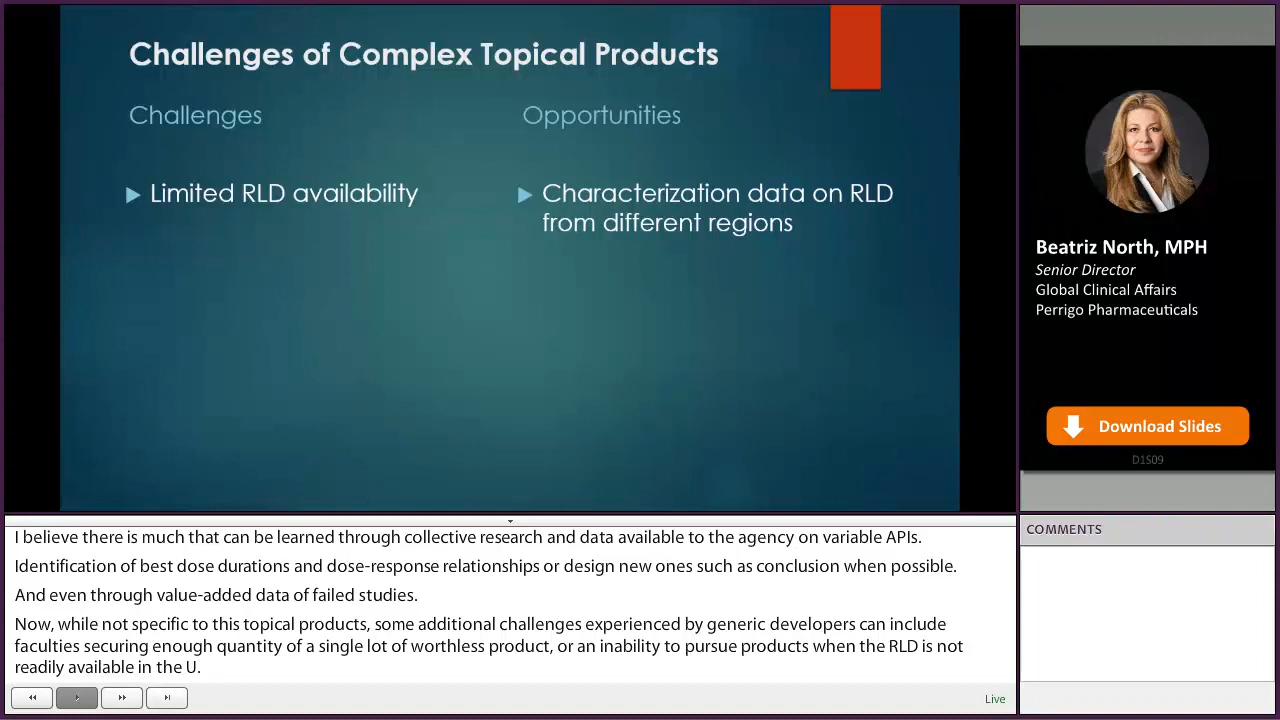 Challenges of Complex Topical Products
Challenges
Opportunities
Limited RLD availability
Characterization data on RLD
from different regions
Beatriz North, MPH
Senior Director
Global Clinical Affairs
Perrigo Pharmaceuticals
Download Slides
D1S09
I believe there is much that can be learned through collective research and data available to the agency on variable APIs.
Identification of best dose durations and dose-response relationships or design new ones such as conclusion when possible.
And even through value-added data of failed studies.
Now, while not specific to this topical products, some additional challenges experienced by generic developers can include
faculties securing enough quantity of a single lot of worthless product, or an inability to pursue products when the RLD is not
readily available in the U.
Live
COMMENTS